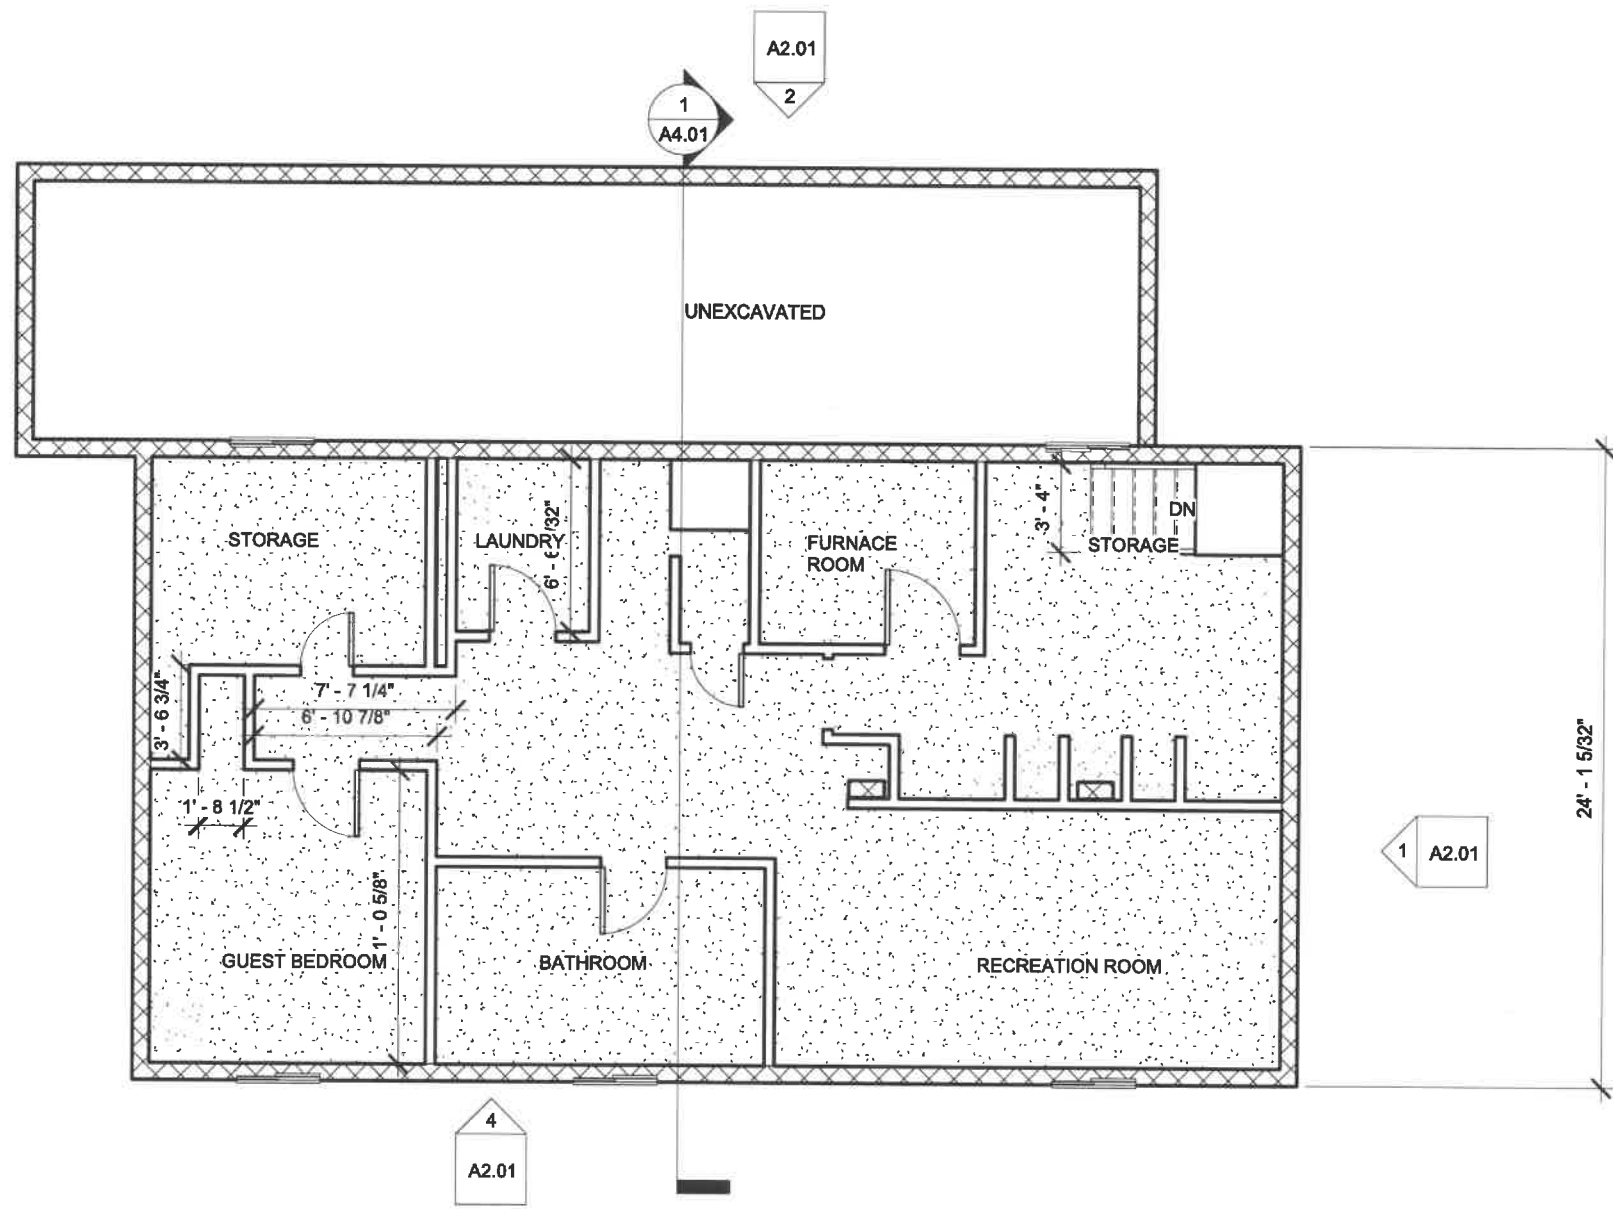 A2.01
2
1
A4.01
UNEXCAVATED
STORAGE
LAUNDRY
6' - 6 /32"
FURNACE
ROOM
3' - 4"
DN
STORAGE
7' - 7 1/4"
6' - 10 7/8"
3' - 6 3/4"
1' - 8 1/2"
24' - 1 5/32"
1
A2.01
1' - 0 5/8"
GUEST BEDROOM
BATHROOM
RECREATION ROOM
4
A2.01